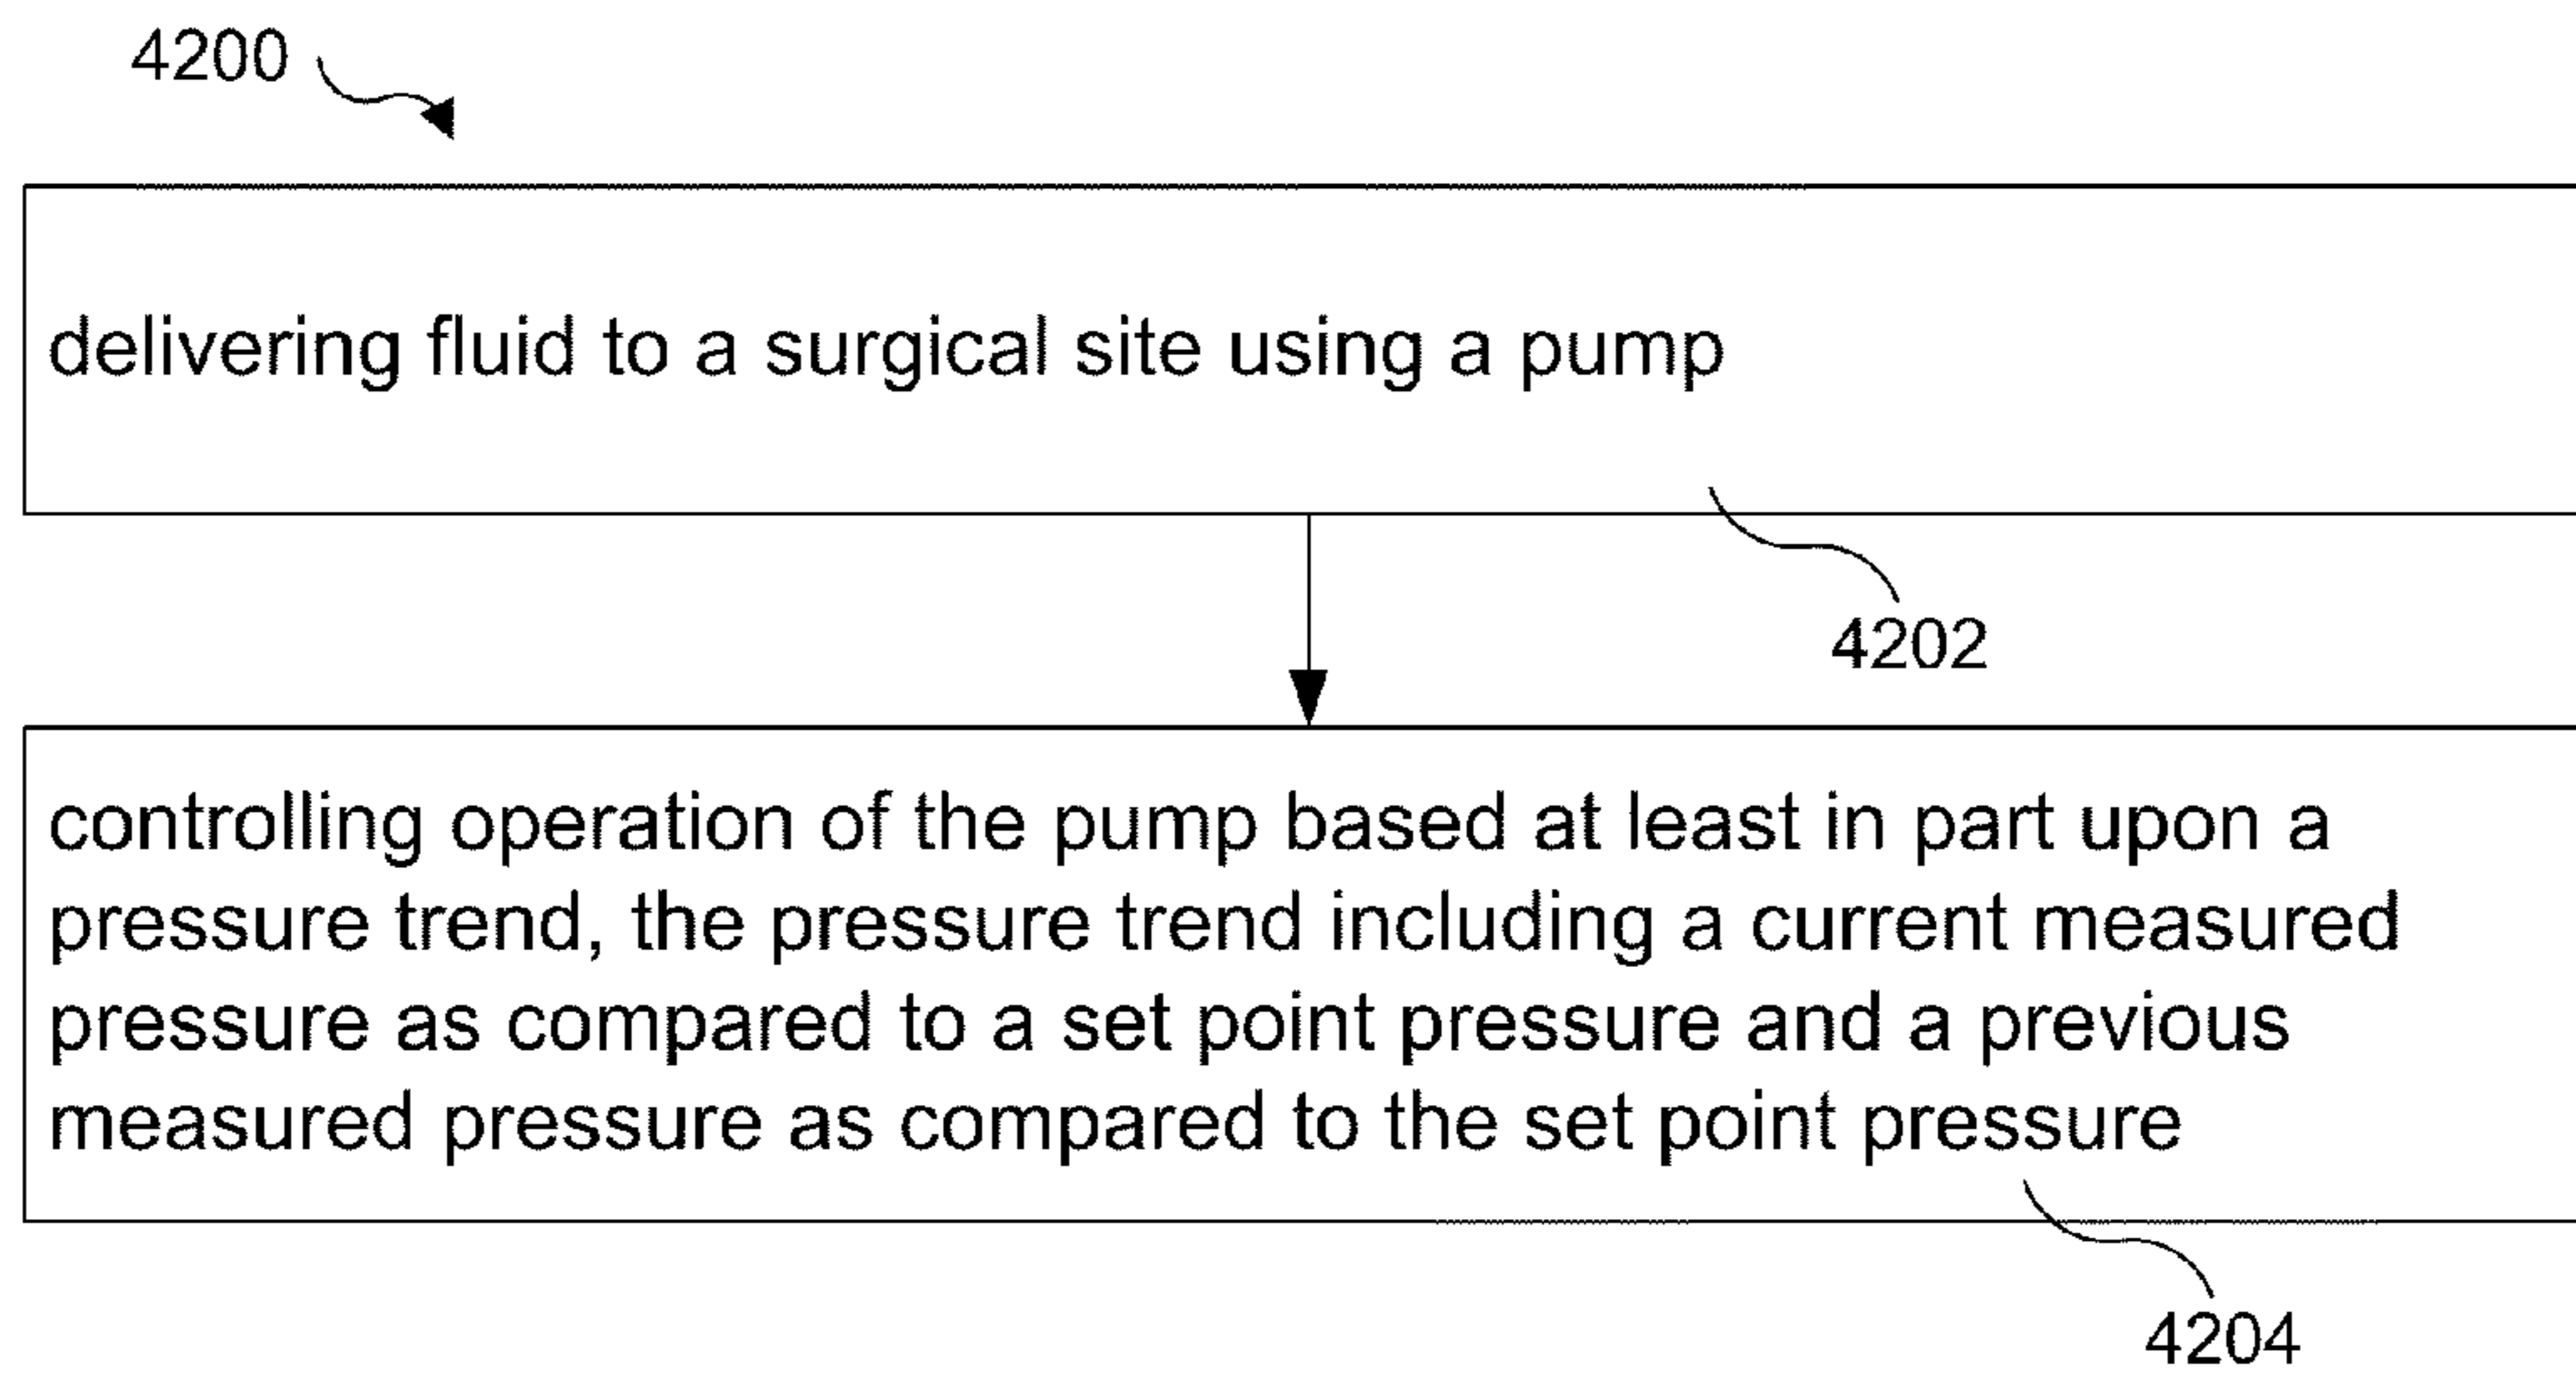 4200
delivering fluid to a surgical site using a pump
4202
controlling operation of the pump based at least in part upon a
pressure trend, the pressure trend including a current measured
pressure as compared to a set point pressure and a previous
measured pressure as compared to the set point pressure
4204